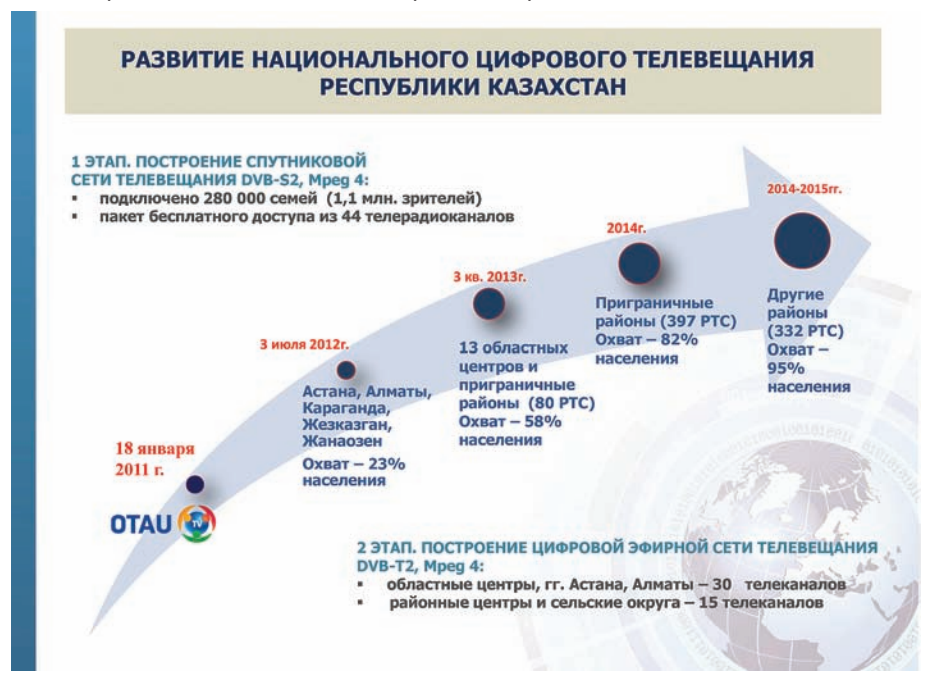 РАЗВИТИЕ НАЦИОНАЛЬНОГО ЦИФРОВОГО ТЕЛЕВЕЩАНИЯ
РЕСПУБЛИКИ КАЗАХСТАН
1 ЭТАП. ПОСТРОЕНИЕ СПУТНИКОВОЙ
СЕТИ ТЕЛЕВЕЩАНИЯ DVB-S2, Mpeg 4:
▪ подключено 280 000 семей (1,1 млн. зрителей)
▪ пакет бесплатного доступа из 44 телерадиоканалов
18 января
2011 г.
OTAU TV
3 июля 2012г.
Астана, Алматы,
Караганда,
Жезказган,
Жанаозен
Охват – 23%
населения
3 кв. 2013г.
13 областных
центров и
приграничные
районы (80 РТС)
Охват – 58%
населения
2014г.
Приграничные
районы (397 РТС)
Охват – 82%
населения
2014-2015гг.
Другие
районы
(332 РТС)
Охват –
95%
населения
2 ЭТАП. ПОСТРОЕНИЕ ЦИФРОВОЙ ЭФИРНОЙ СЕТИ ТЕЛЕВЕЩАНИЯ
DVB-T2, Mpeg 4:
▪ областные центры, гг. Астана, Алматы – 30 телеканалов
▪ районные центры и сельские округа – 15 телеканалов